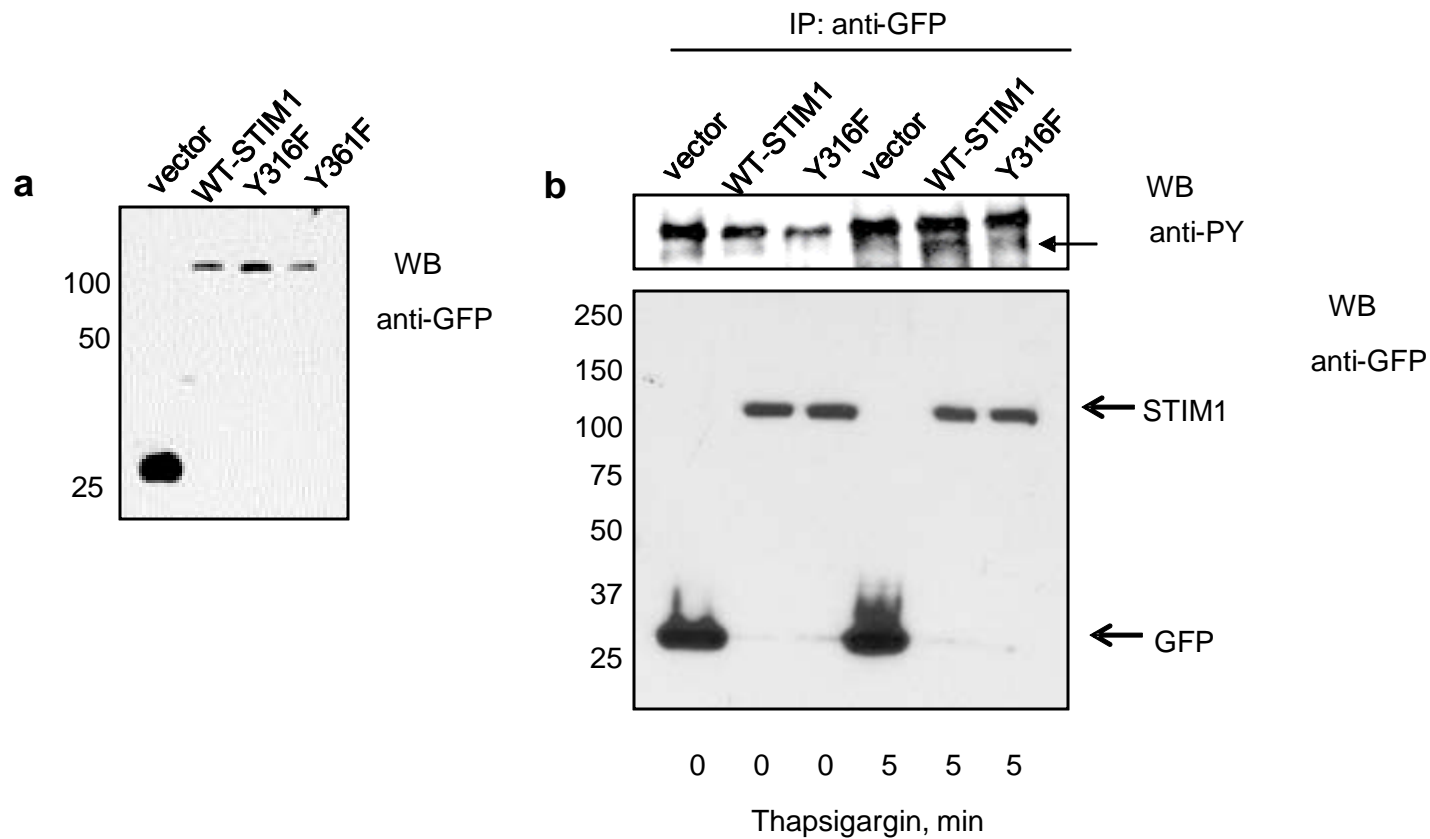 a
vector
WT-STIM1
Y316F
Y361F
100
50
25
WB
anti-GFP
b
IP: anti-GFP
vector
WT-STIM1
Y316F
vector
WT-STIM1
Y316F
WB
anti-PY
250
150
100
75
50
37
25
WB
anti-GFP
STIM1
GFP
0 0 0 5 5 5
Thapsigargin, min